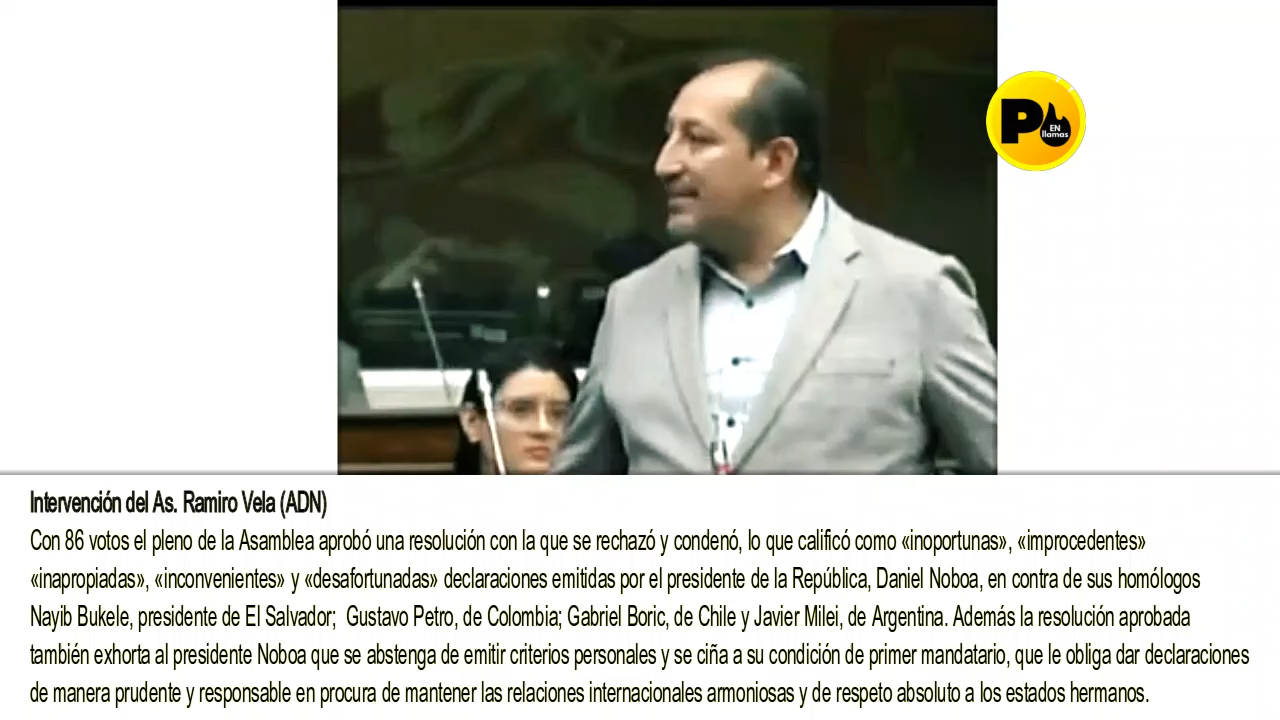 P
EN
llamas
Intervención del As. Ramiro Vela (ADN)
Con 86 votos el pleno de la Asamblea aprobó una resolución con la que se rechazó y condenó, lo que calificó como «inoportunas», «improcedentes»
«inapropiadas», «inconvenientes» y «desafortunadas» declaraciones emitidas por el presidente de la República, Daniel Noboa, en contra de sus homólogos
Nayib Bukele, presidente de El Salvador;  Gustavo Petro, de Colombia; Gabriel Boric, de Chile y Javier Milei, de Argentina. Además la resolución aprobada
también exhorta al presidente Noboa que se abstenga de emitir criterios personales y se ciña a su condición de primer mandatario, que le obliga dar declaraciones
de manera prudente y responsable en procura de mantener las relaciones internacionales armoniosas y de respeto absoluto a los estados hermanos.